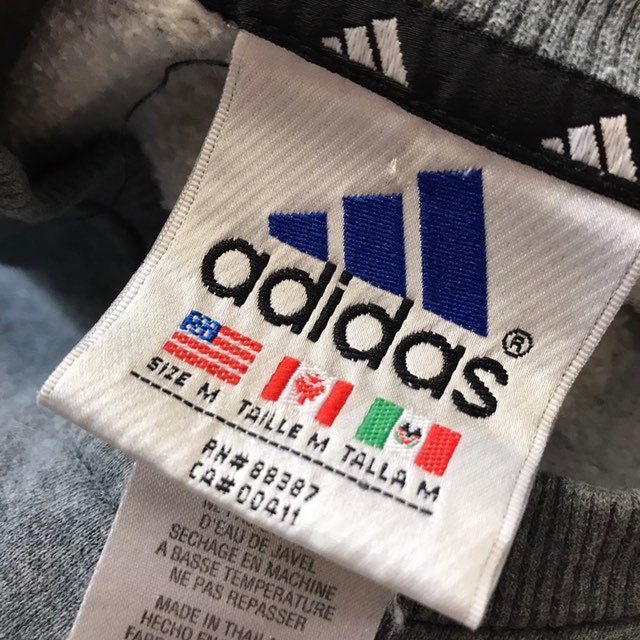 adidas®
SIZE M TAILLE M TALLA M
RN# 88387
CA# 00411
D'EAU DE JAVEL
SECHAGE EN MACHINE
A BASSE TEMPERATURE
NE PAS REPASSER
MADE IN
HECHO EN